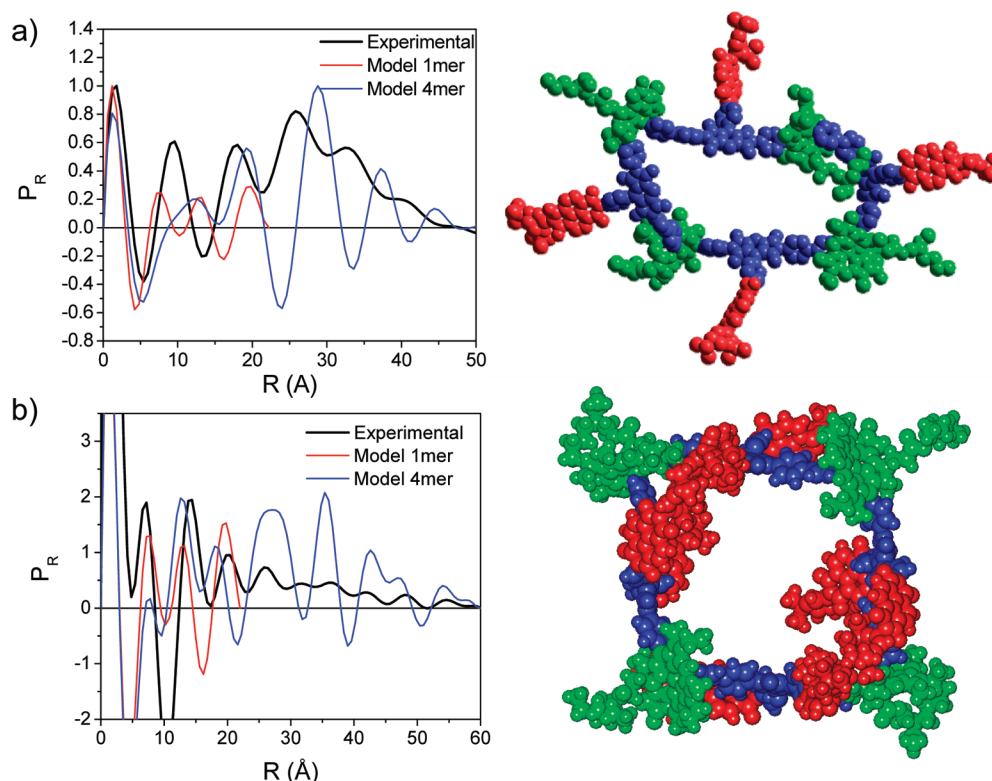 a)
1.4
1.2
1.0
0.8
0.6
0.4
0.2
0.0
-0.2
-0.4
-0.6
-0.8
P_R
Experimental
Model 1mer
Model 4mer
0 10 20 30 40 50
R (A)
b)
3
2
1
0
-1
-2
P_R
Experimental
Model 1mer
Model 4mer
0 5 10 15 20 25 30 35 40 45 50 55 60
R (Å)